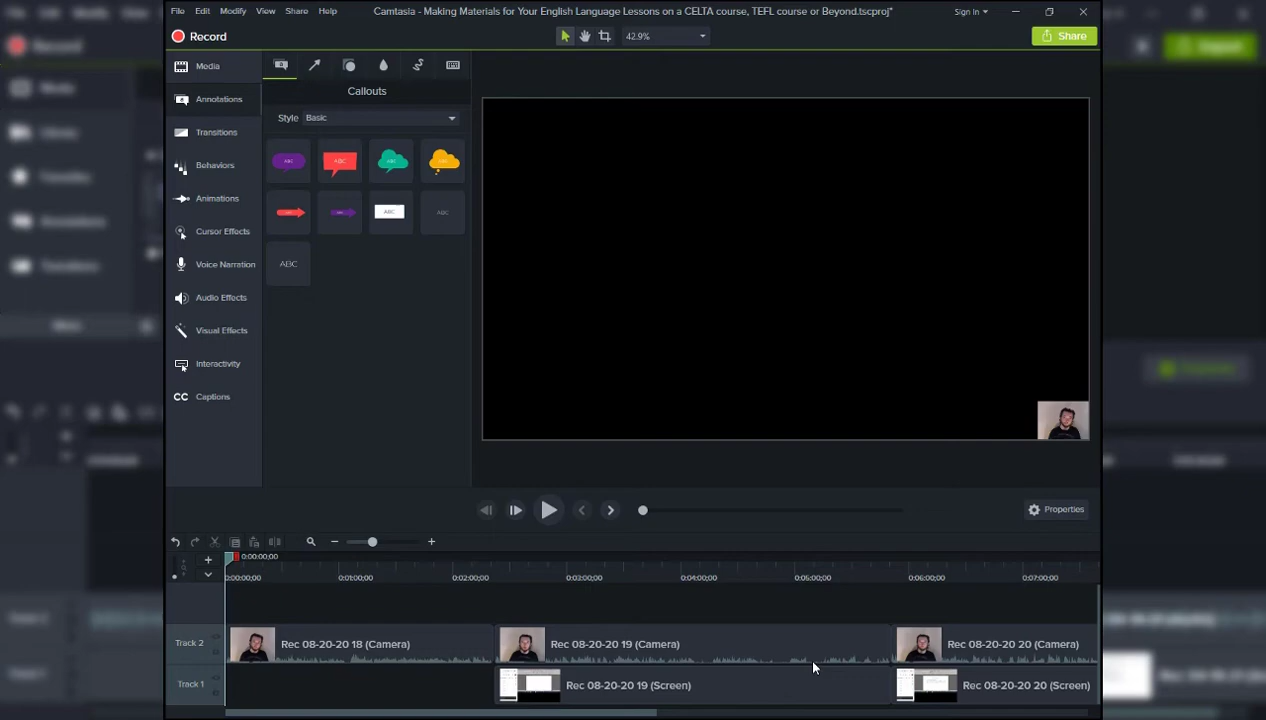 File Edit Modify View Share Help Camtasia - Making Materials for Your English Language Lessons on a CELTA course, TEFL course or Beyond.tscproj* Sign In
Record 42.9% Share
Media
Annotations
Transitions
Behaviors
Animations
Cursor Effects
Voice Narration
Audio Effects
Visual Effects
Interactivity
CC Captions
Callouts
Style Basic
ABC ABC ABC ABC
ABC ABC
ABC
Properties
0:00:00;00
0:00:00;00 0:01:00;00 0:02:00;00 0:03:00;00 0:04:00;00 0:05:00;00 0:06:00;00 0:07:00;00
Track 2 Rec 08-20-20 18 (Camera) Rec 08-20-20 19 (Camera) Rec 08-20-20 20 (Camera)
Track 1 Rec 08-20-20 19 (Screen) Rec 08-20-20 20 (Screen)